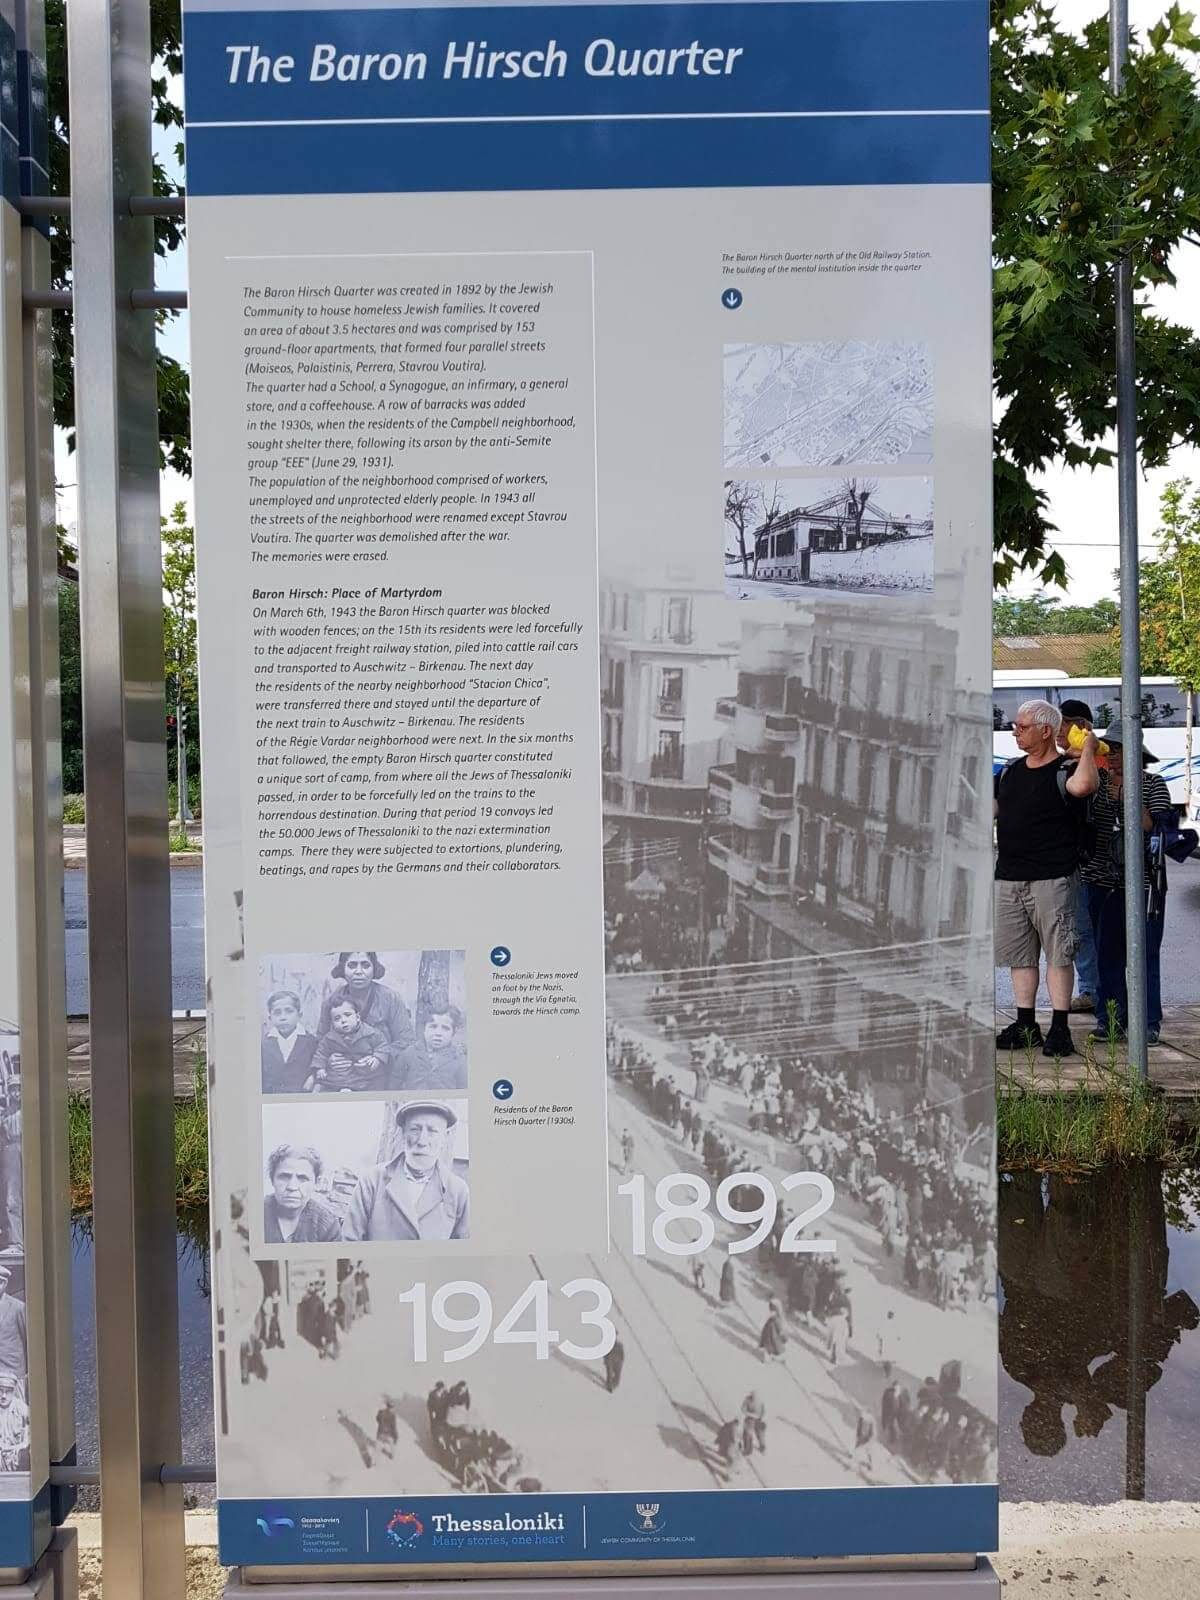 The Baron Hirsch Quarter
The Baron Hirsch Quarter was created in 1892 by the Jewish
Community to house homeless Jewish families. It covered
an area of about 3.5 hectares and was comprised by 153
ground-floor apartments, that formed four parallel streets
(Moiseos, Palaistinis, Perrera, Stavrou Voutira).
The quarter had a School, a Synagogue, an infirmary, a general
store, and a coffeehouse. A row of barracks was added
in the 1930s, when the residents of the Campbell neighborhood,
sought shelter there, following its arson by the anti-Semite
group "EEE" (June 29, 1931).
The population of the neighborhood comprised of workers,
unemployed and unprotected elderly people. In 1943 all
the streets of the neighborhood were renamed except Stavrou
Voutira. The quarter was demolished after the war.
The memories were erased.
Baron Hirsch: Place of Martyrdom
On March 6th, 1943 the Baron Hirsch quarter was blocked
with wooden fences; on the 15th its residents were led forcefully
to the adjacent freight railway station, piled into cattle rail cars
and transported to Auschwitz – Birkenau. The next day
the residents of the nearby neighborhood "Stacion Chica",
were transferred there and stayed until the departure of
the next train to Auschwitz – Birkenau. The residents
of the Régie Vardar neighborhood were next. In the six months
that followed, the empty Baron Hirsch quarter constituted
a unique sort of camp, from where all the Jews of Thessaloniki
passed, in order to be forcefully led on the trains to the
horrendous destination. During that period 19 convoys led
the 50.000 Jews of Thessaloniki to the nazi extermination
camps. There they were subjected to extortions, plundering,
beatings, and rapes by the Germans and their collaborators.
The Baron Hirsch Quarter north of the Old Railway Station.
The building of the mental institution inside the quarter
Thessaloniki Jews moved
on foot by the Nazis,
through the Via Egnatia,
towards the Hirsch camp.
Residents of the Baron
Hirsch Quarter (1930s).
1892
1943
Θεσσαλονίκη
1912-2012
Thessaloniki
Many stories, one heart
JEWISH COMMUNITY OF THESSALONIKI